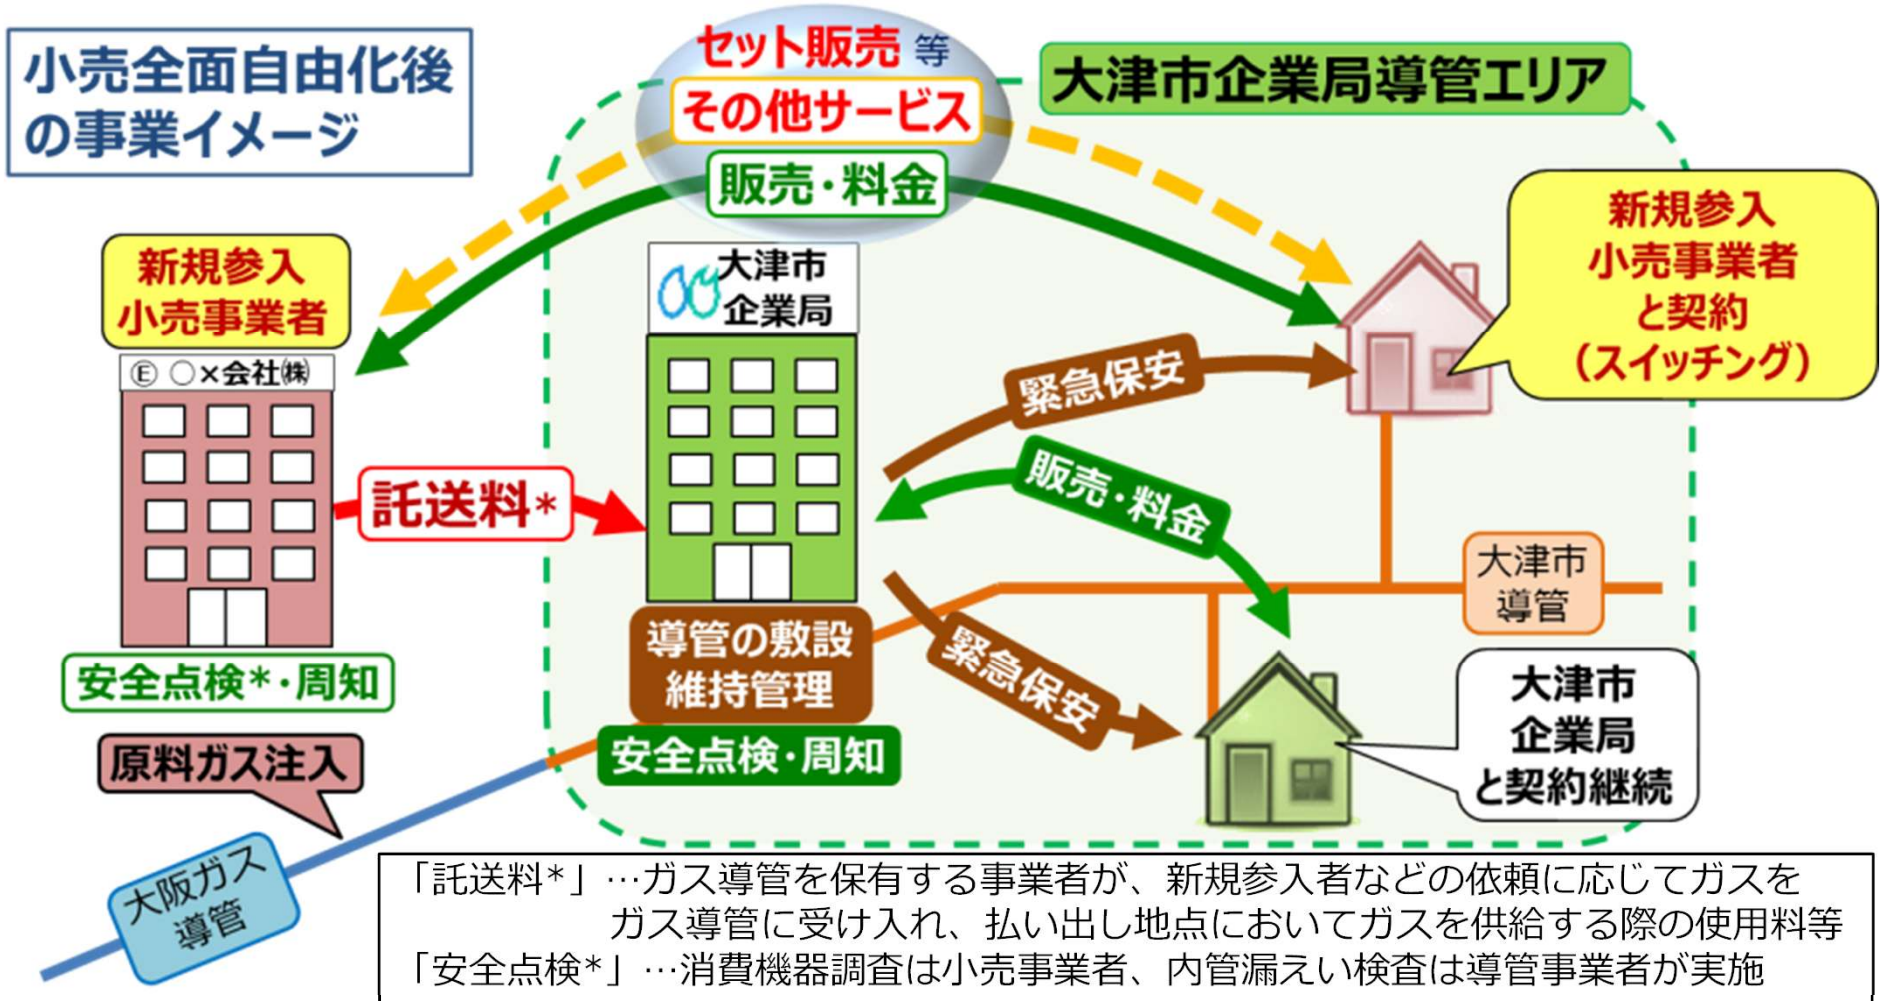 小売全面自由化後
の事業イメージ
セット販売 等
その他サービス
販売・料金
大津市企業局導管エリア
新規参入
小売事業者
Ⓔ ○×会社㈱
安全点検*・周知
原料ガス注入
大阪ガス
導管
託送料*
大津市
企業局
導管の敷設
維持管理
安全点検・周知
緊急保安
販売・料金
緊急保安
新規参入
小売事業者
と契約
（スイッチング）
大津市
導管
大津市
企業局
と契約継続
「託送料*」…ガス導管を保有する事業者が、新規参入者などの依頼に応じてガスを
ガス導管に受け入れ、払い出し地点においてガスを供給する際の使用料等
「安全点検*」…消費機器調査は小売事業者、内管漏えい検査は導管事業者が実施